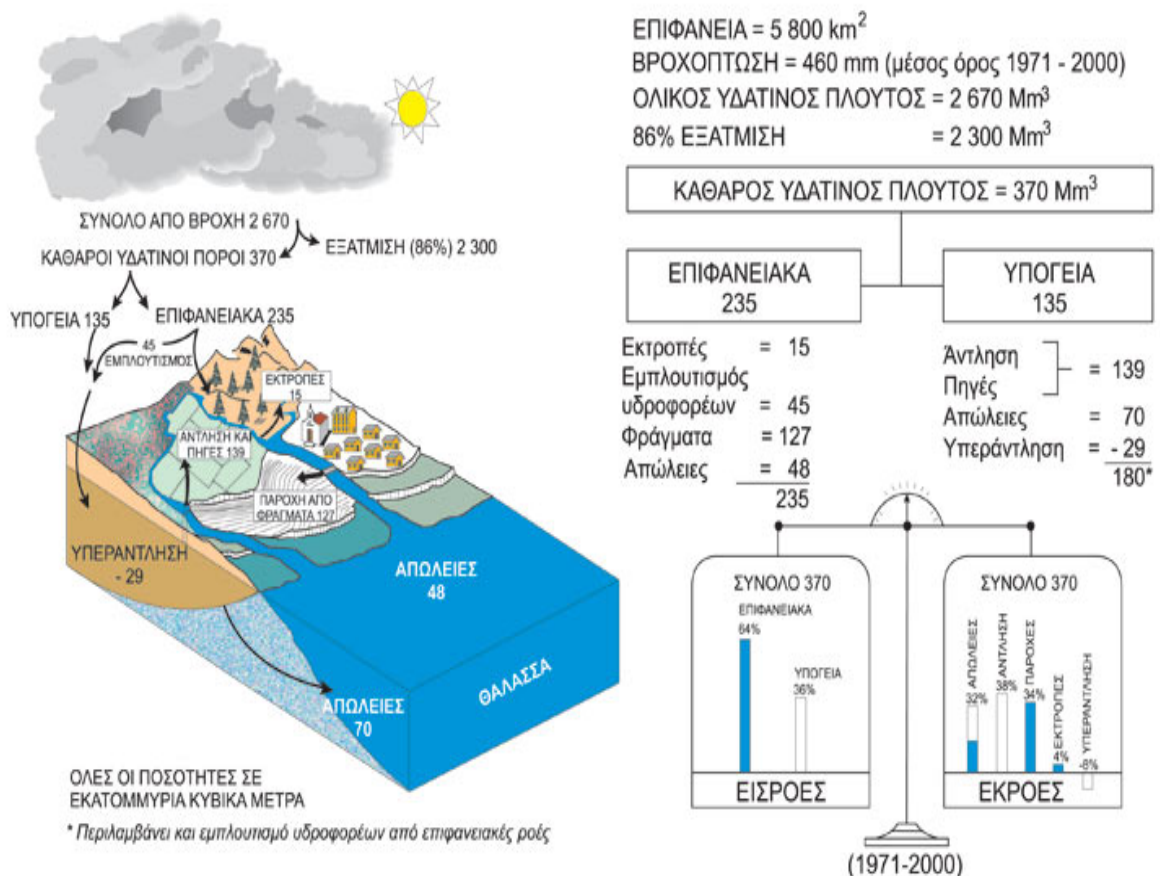 ΣΥΝΟΛΟ ΑΠΟ ΒΡΟΧΗ 2 670
ΕΞΑΤΜΙΣΗ (86%) 2 300
ΚΑΘΑΡΟΙ ΥΔΑΤΙΝΟΙ ΠΟΡΟΙ 370
ΥΠΟΓΕΙΑ 135
ΕΠΙΦΑΝΕΙΑΚΑ 235
45
ΕΜΠΛΟΥΤΙΣΜΟΣ
ΕΚΤΡΟΠΕΣ
15
ΑΝΤΛΗΣΗ ΚΑΙ
ΠΗΓΕΣ 139
ΠΑΡΟΧΗ ΑΠΟ
ΦΡΑΓΜΑΤΑ 127
ΥΠΕΡΑΝΤΛΗΣΗ
- 29
ΑΠΩΛΕΙΕΣ
48
ΘΑΛΑΣΣΑ
ΑΠΩΛΕΙΕΣ
70
ΟΛΕΣ ΟΙ ΠΟΣΟΤΗΤΕΣ ΣΕ
ΕΚΑΤΟΜΜΥΡΙΑ ΚΥΒΙΚΑ ΜΕΤΡΑ
* Περιλαμβάνει και εμπλουτισμό υδροφορέων από επιφανειακές ροές
ΕΠΙΦΑΝΕΙΑ = 5 800 km²
ΒΡΟΧΟΠΤΩΣΗ = 460 mm (μέσος όρος 1971 - 2000)
ΟΛΙΚΟΣ ΥΔΑΤΙΝΟΣ ΠΛΟΥΤΟΣ = 2 670 Mm³
86% ΕΞΑΤΜΙΣΗ = 2 300 Mm³
ΚΑΘΑΡΟΣ ΥΔΑΤΙΝΟΣ ΠΛΟΥΤΟΣ = 370 Mm³
ΕΠΙΦΑΝΕΙΑΚΑ
235
Εκτροπές = 15
Εμπλουτισμός
υδροφορέων = 45
Φράγματα = 127
Απώλειες = 48
235
ΥΠΟΓΕΙΑ
135
Άντληση
Πηγές = 139
Απώλειες = 70
Υπεράντληση = - 29
180*
ΣΥΝΟΛΟ 370
ΕΠΙΦΑΝΕΙΑΚΑ
64%
ΥΠΟΓΕΙΑ
36%
ΕΙΣΡΟΕΣ
ΣΥΝΟΛΟ 370
ΑΠΩΛΕΙΕΣ
32%
ΑΝΤΛΗΣΗ
38%
ΠΑΡΟΧΕΣ
34%
ΕΚΤΡΟΠΕΣ
4%
ΥΠΕΡΑΝΤΛΗΣΗ
-8%
ΕΚΡΟΕΣ
(1971-2000)